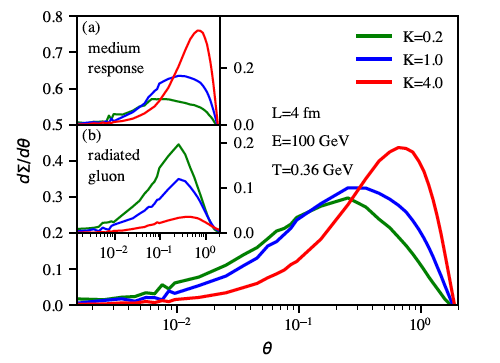 0.8
0.7
0.6
0.5
0.4
0.3
0.2
0.1
0.0
dΣ/dθ
(a)
medium
response
0.2
0.0
(b)
radiated
gluon
0.2
0.1
0.0
10⁻² 10⁻¹ 10⁰
K=0.2
K=1.0
K=4.0
L=4 fm
E=100 GeV
T=0.36 GeV
10⁻² 10⁻¹ 10⁰
θ